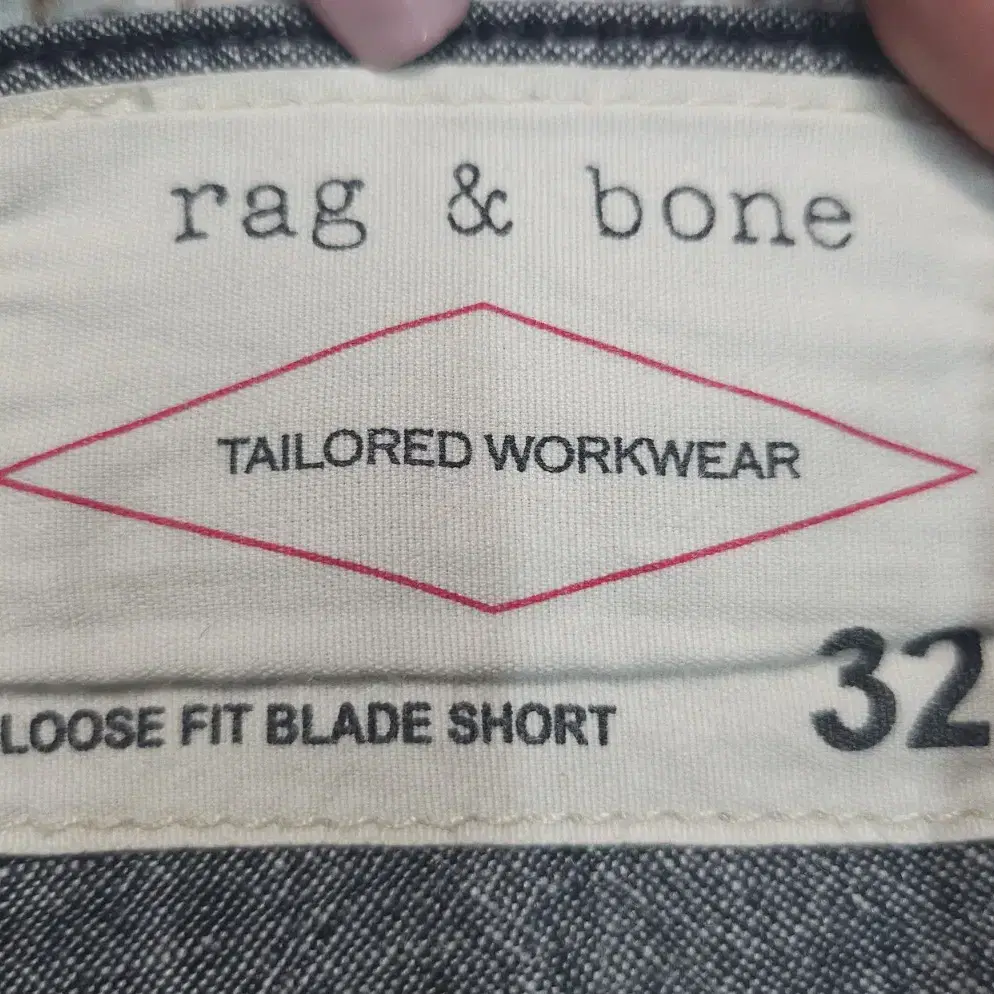 rag & bone
TAILORED WORKWEAR
32
LOOSE FIT BLADE SHORT